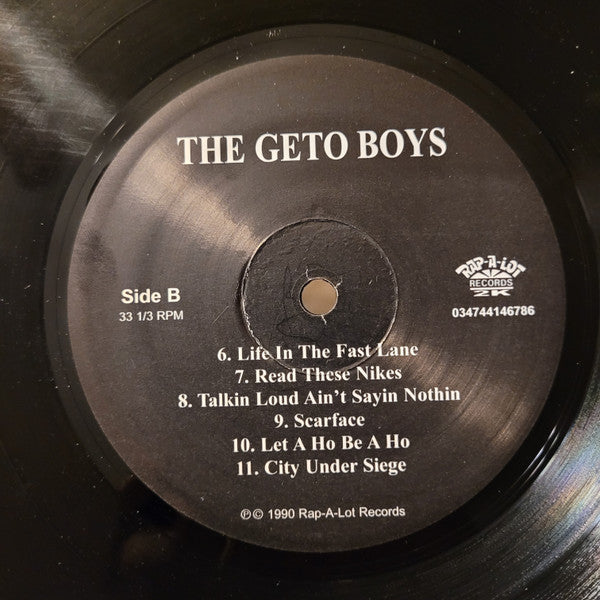 THE GETO BOYS
Side B
33 1/3 RPM
RAP-A-LOT
RECORDS
2K
034744146786
6. Life In The Fast Lane
7. Read These Nikes
8. Talkin Loud Ain't Sayin Nothin
9. Scarface
10. Let A Ho Be A Ho
11. City Under Siege
℗© 1990 Rap-A-Lot Records